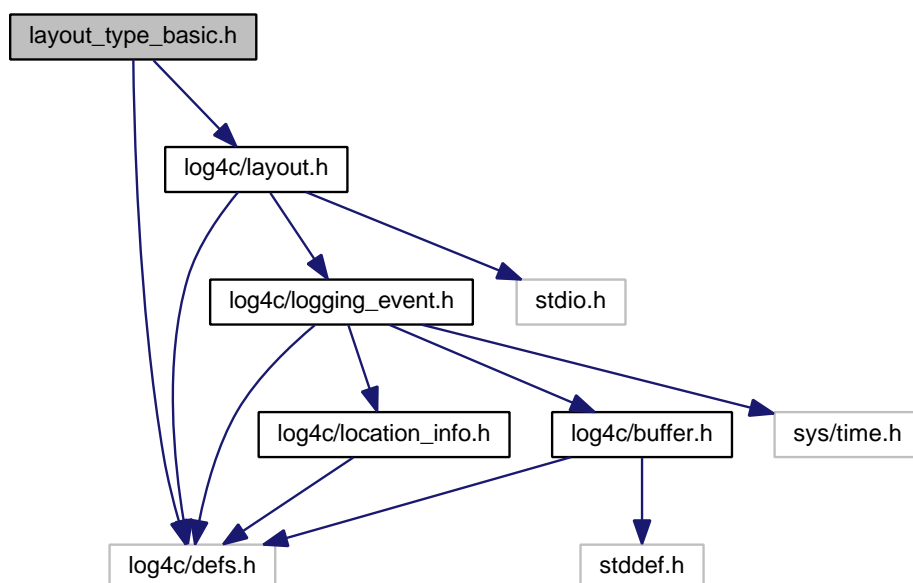 layout_type_basic.h
log4c/layout.h
log4c/logging_event.h
stdio.h
log4c/location_info.h
log4c/buffer.h
sys/time.h
log4c/defs.h
stddef.h